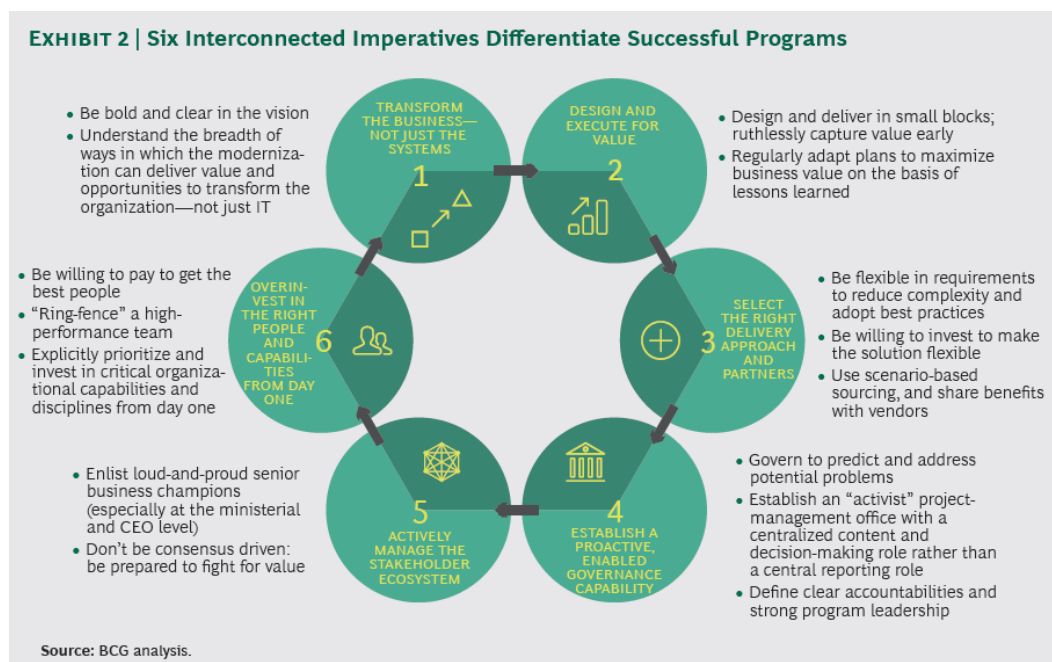 EXHIBIT 2 | Six Interconnected Imperatives Differentiate Successful Programs
• Be bold and clear in the vision
• Understand the breadth of
ways in which the moderniza-
tion can deliver value and
opportunities to transform the
organization—not just IT
TRANSFORM
THE BUSINESS—
NOT JUST THE
SYSTEMS
1
DESIGN AND
EXECUTE FOR
VALUE
2
• Design and deliver in small blocks;
ruthlessly capture value early
• Regularly adapt plans to maximize
business value on the basis of
lessons learned
• Be willing to pay to get the
best people
• “Ring-fence” a high-
performance team
• Explicitly prioritize and
invest in critical organiza-
tional capabilities and
disciplines from day one
OVERIN-
VEST IN
THE RIGHT
PEOPLE
AND
CAPABILI-
TIES
FROM DAY
ONE
6
3
SELECT
THE RIGHT
DELIVERY
APPROACH
AND
PARTNERS
• Be flexible in requirements
to reduce complexity and
adopt best practices
• Be willing to invest to make
the solution flexible
• Use scenario-based
sourcing, and share benefits
with vendors
• Enlist loud-and-proud senior
business champions
(especially at the ministerial
and CEO level)
• Don’t be consensus driven:
be prepared to fight for value
5
ACTIVELY
MANAGE THE
STAKEHOLDER
ECOSYSTEM
4
ESTABLISH A
PROACTIVE,
ENABLED
GOVERNANCE
CAPABILITY
• Govern to predict and address
potential problems
• Establish an “activist” project-
management office with a
centralized content and
decision-making role rather than
a central reporting role
• Define clear accountabilities and
strong program leadership
Source: BCG analysis.